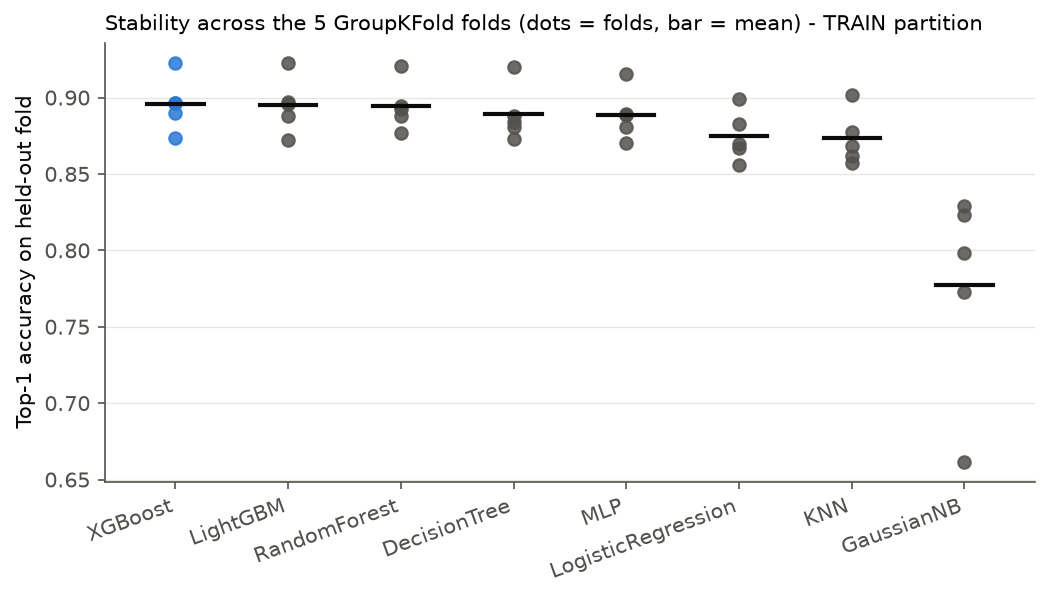 Stability across the 5 GroupKFold folds (dots = folds, bar = mean) - TRAIN partition
Top-1 accuracy on held-out fold
0.90
0.85
0.80
0.75
0.70
0.65
XGBoost
LightGBM
RandomForest
DecisionTree
MLP
LogisticRegression
KNN
GaussianNB